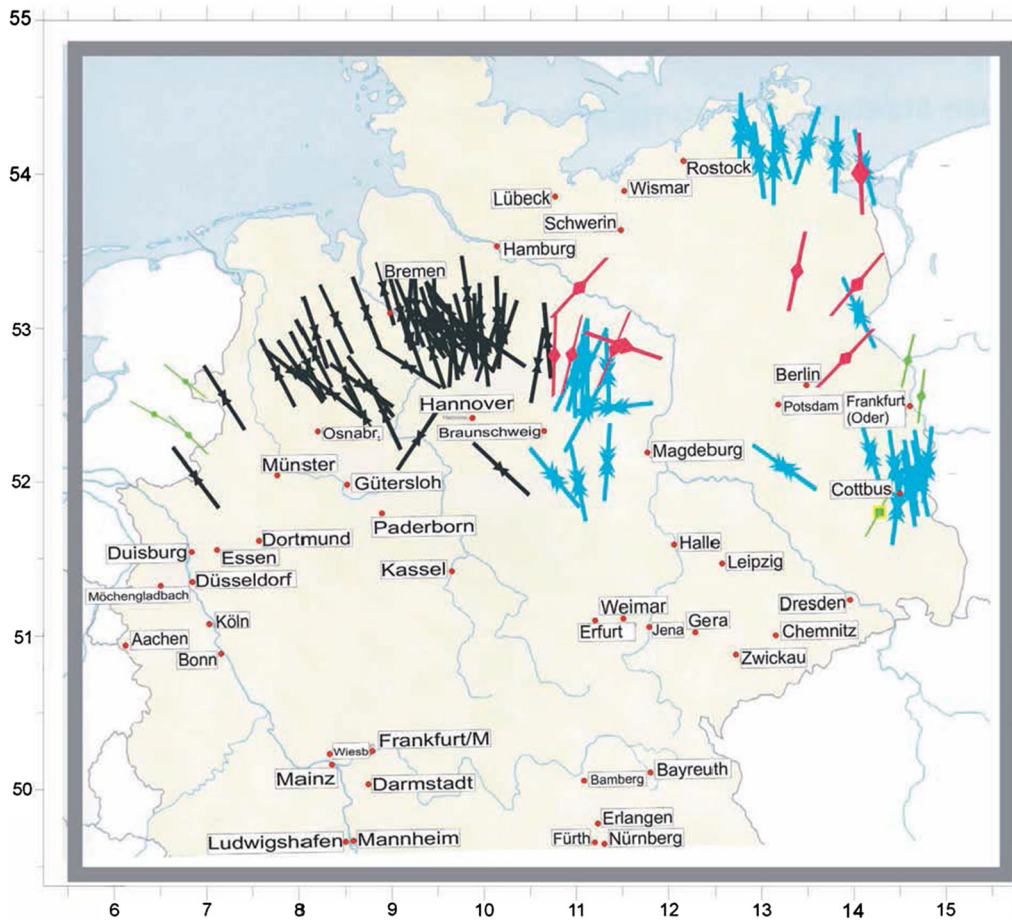 55
54
Rostock
Wismar
Lübeck
Schwerin
Hamburg
Bremen
53
Berlin
Hannover
Potsdam
Frankfurt
(Oder)
Osnabr,
Braunschweig
Magdeburg
Münster
52
Gütersloh
Cottbus
Paderborn
Dortmund
Duisburg
Essen
Halle
Kassel
Leipzig
Düsseldorf
Möchengladbach
Weimar
Dresden
Köln
Erfurt
Jena
Gera
Chemnitz
51
Aachen
Bonn
Zwickau
Frankfurt/M
Wiesb
Mainz
Darmstadt
Bamberg
Bayreuth
50
Erlangen
Ludwigshafen
Mannheim
Fürth
Nürnberg
6 7 8 9 10 11 12 13 14 15